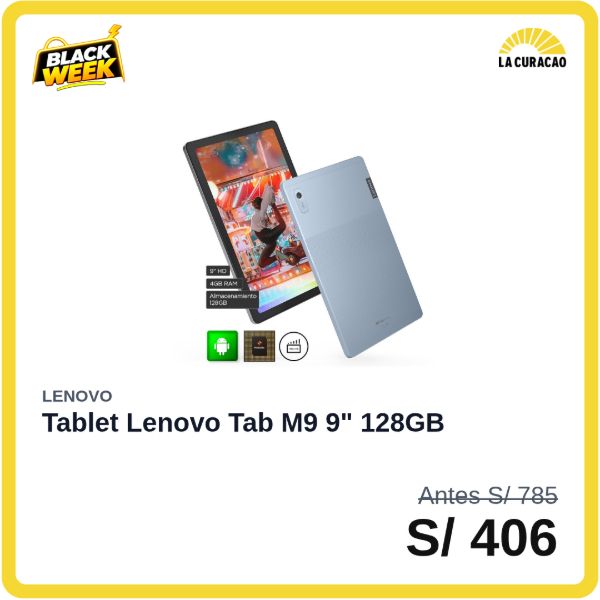 BLACK
WEEK
LA CURACAO
9" HD
4GB RAM
Almacenamiento
128GB
LENOVO
Tablet Lenovo Tab M9 9" 128GB
Antes S/ 785
S/ 406